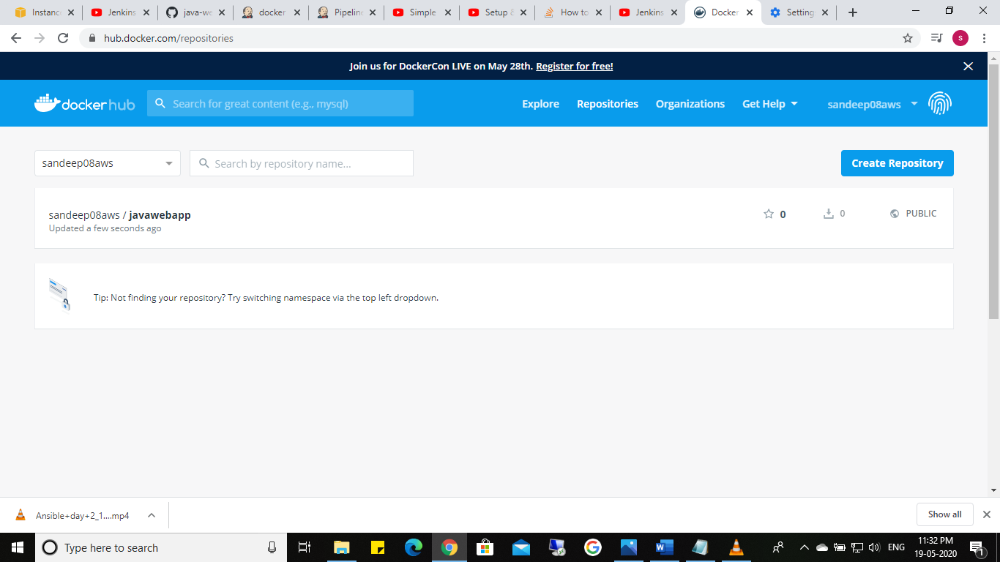 Instance
Jenkins
java-we
docker
Pipeline
Simple
Setup &
How to
Jenkins
Docker
Setting
hub.docker.com/repositories
s
Join us for DockerCon LIVE on May 28th. Register for free!
docker hub
Search for great content (e.g., mysql)
Explore
Repositories
Organizations
Get Help
sandeep08aws
sandeep08aws
Search by repository name...
Create Repository
sandeep08aws / javawebapp
0
0
PUBLIC
Updated a few seconds ago
Tip: Not finding your repository? Try switching namespace via the top left dropdown.
Ansible+day+2_1....mp4
Show all
Type here to search
ENG
11:32 PM
19-05-2020
1